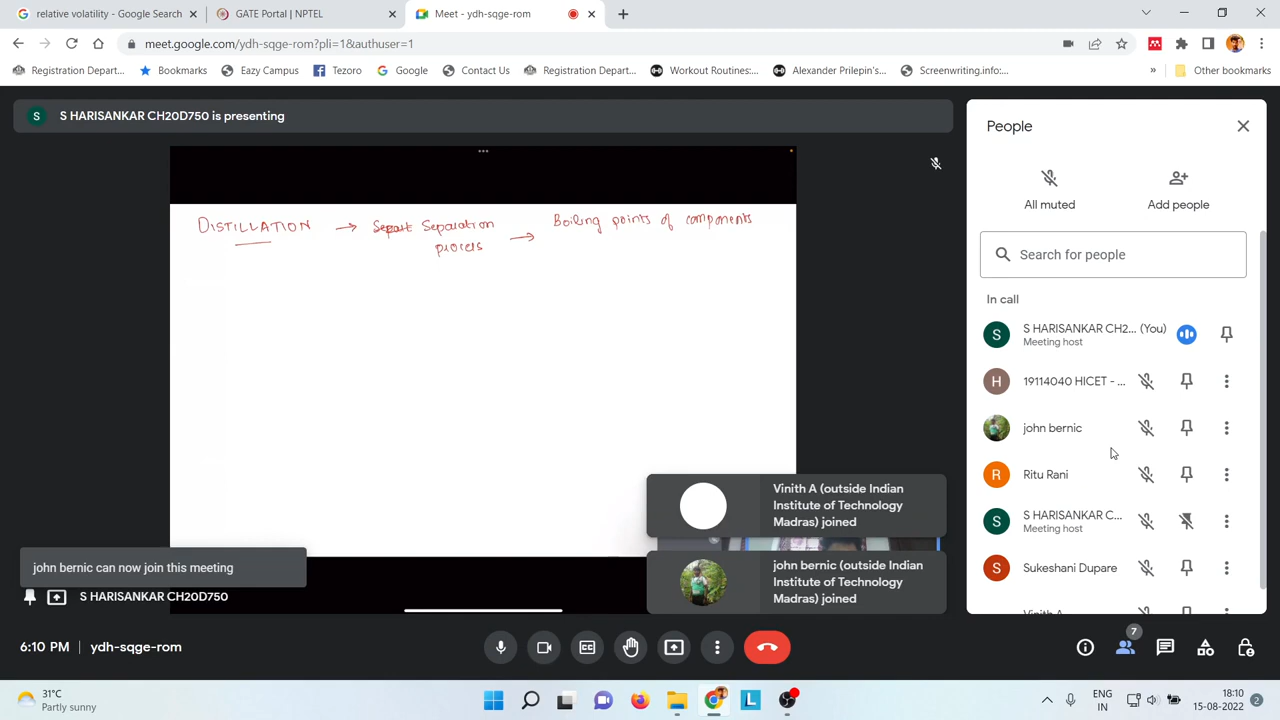 relative volatility - Google Search
GATE Portal | NPTEL
Meet - ydh-sqge-rom
meet.google.com/ydh-sqge-rom?pli=1&authuser=1
Registration Depart...
Bookmarks
Eazy Campus
Tezoro
Google
Contact Us
Registration Depart...
Workout Routines:...
Alexander Prilepin's...
Screenwriting.info:...
»
Other bookmarks
S
S HARISANKAR CH20D750 is presenting
DISTILLATION → Separt Separation process → Boiling points of components
Vinith A (outside Indian
Institute of Technology
Madras) joined
john bernic (outside Indian
Institute of Technology
Madras) joined
john bernic can now join this meeting
S HARISANKAR CH20D750
People
All muted
Add people
Search for people
In call
S
S HARISANKAR CH2... (You)
Meeting host
H
19114040 HICET - ...
john bernic
R
Ritu Rani
S
S HARISANKAR C...
Meeting host
S
Sukeshani Dupare
Vinith A
6:10 PM
ydh-sqge-rom
7
31°C
Partly sunny
L
ENG
IN
18:10
15-08-2022
2